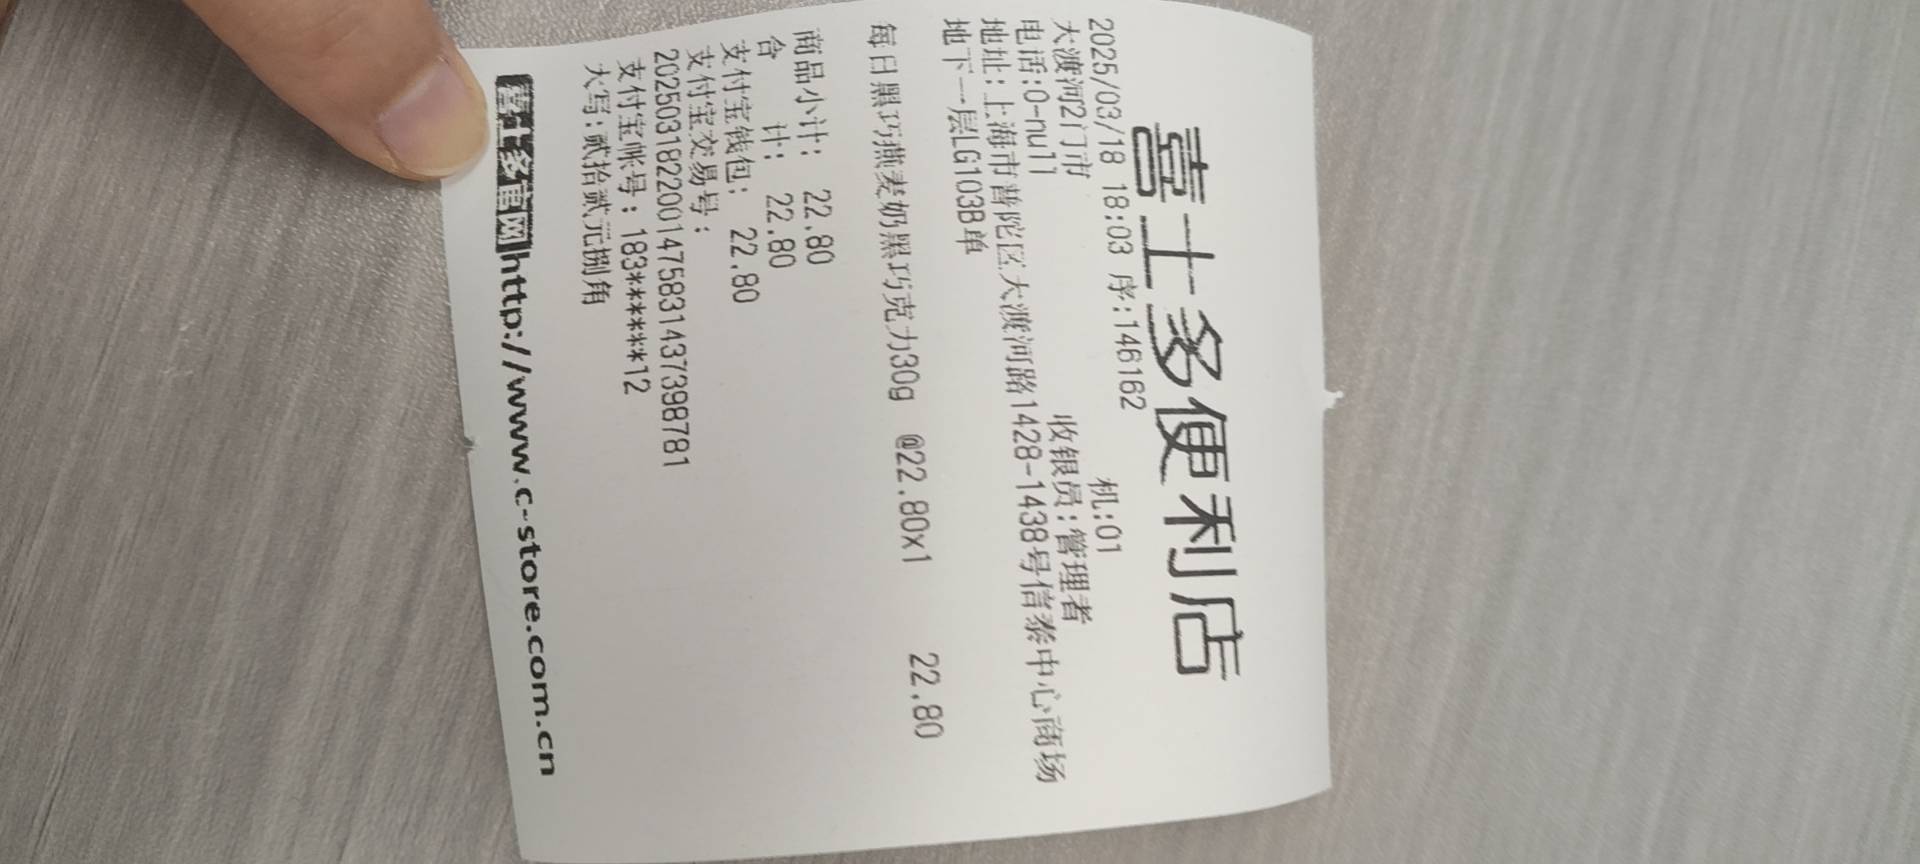 喜士多便利店
2025/03/18 18:03 序:146162 机:01
大渡河2门市 收银员:管理者
电话:0-null
地址:上海市普陀区大渡河路1428-1438号信泰中心商场
地下一层LG103B单
每日黑巧燕麦奶黑巧克力30g @22.80x1 22.80
商品小计: 22.80
合 计: 22.80
支付宝钱包: 22.80
支付宝交易号:
2025031822001475831437398781
支付宝帐号:183******12
大写:贰拾贰元捌角
喜士多官网http://www.c-store.com.cn